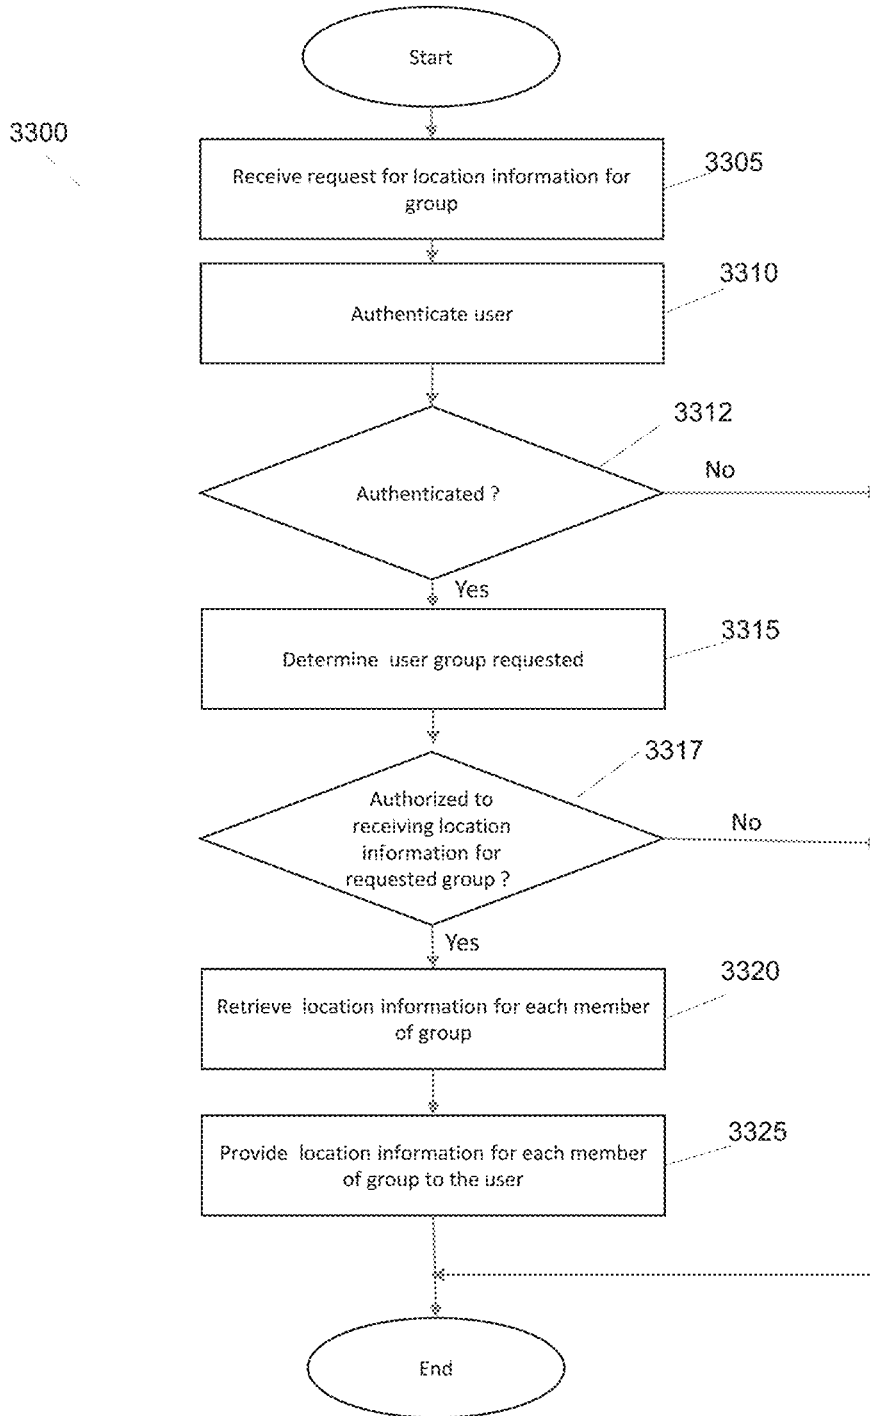 Start
3300
Receive request for location information for
group
3305
Authenticate user
3310
3312
Authenticated ?
No
Yes
Determine user group requested
3315
3317
Authorized to
receiving location
information for
requested group ?
No
Yes
Retrieve location information for each member
of group
3320
Provide location information for each member
of group to the user
3325
End